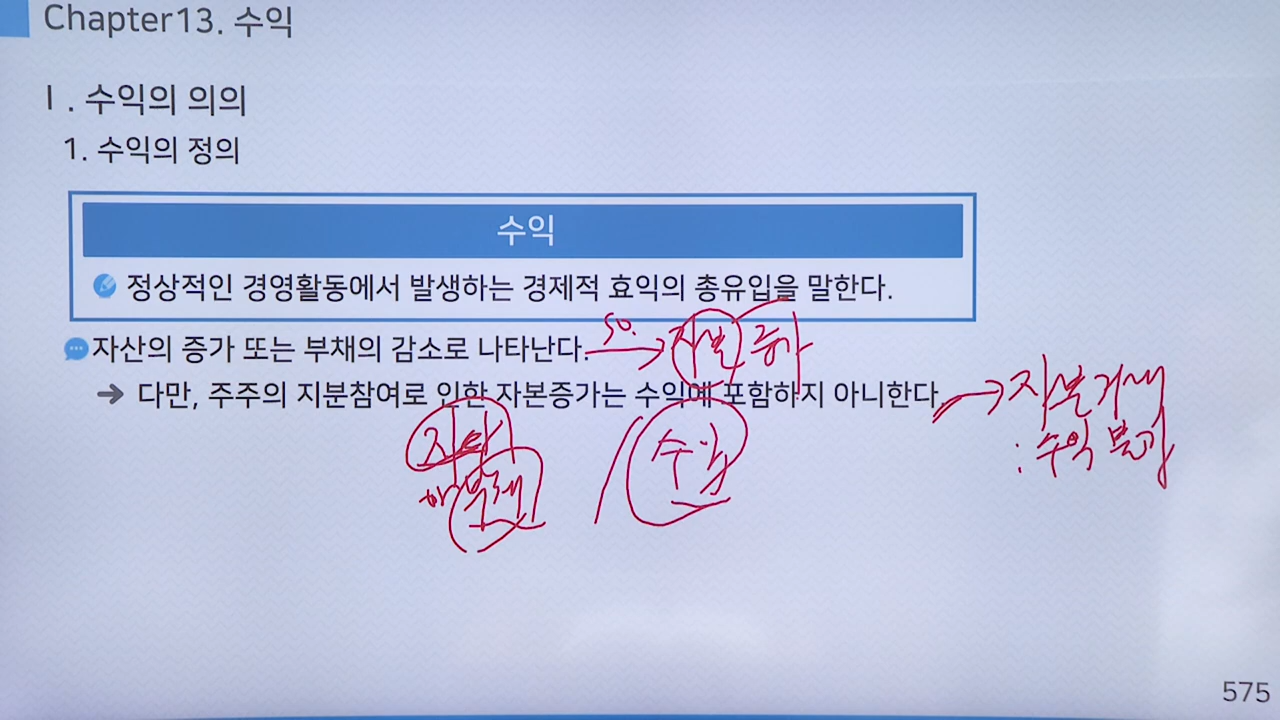 Chapter13. 수익
Ⅰ. 수익의 의의
1. 수익의 정의
수익
정상적인 경영활동에서 발생하는 경제적 효익의 총유입을 말한다.
자산의 증가 또는 부채의 감소로 나타난다.
so. 자본 증가
→ 다만, 주주의 지분참여로 인한 자본증가는 수익에 포함하지 아니한다.
자본거래
: 수익 불가
자산
부채
수익
575